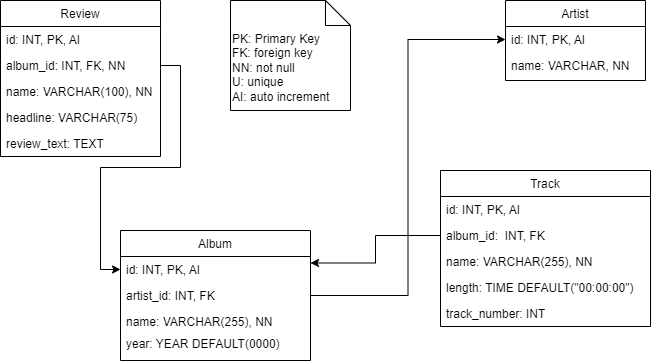 Review
id: INT, PK, AI
album_id: INT, FK, NN
name: VARCHAR(100), NN
headline: VARCHAR(75)
review_text: TEXT
PK: Primary Key
FK: foreign key
NN: not null
U: unique
AI: auto increment
Artist
id: INT, PK, AI
name: VARCHAR, NN
Album
id: INT, PK, AI
artist_id: INT, FK
name: VARCHAR(255), NN
year: YEAR DEFAULT(0000)
Track
id: INT, PK, AI
album_id:  INT, FK
name: VARCHAR(255), NN
length: TIME DEFAULT("00:00:00")
track_number: INT